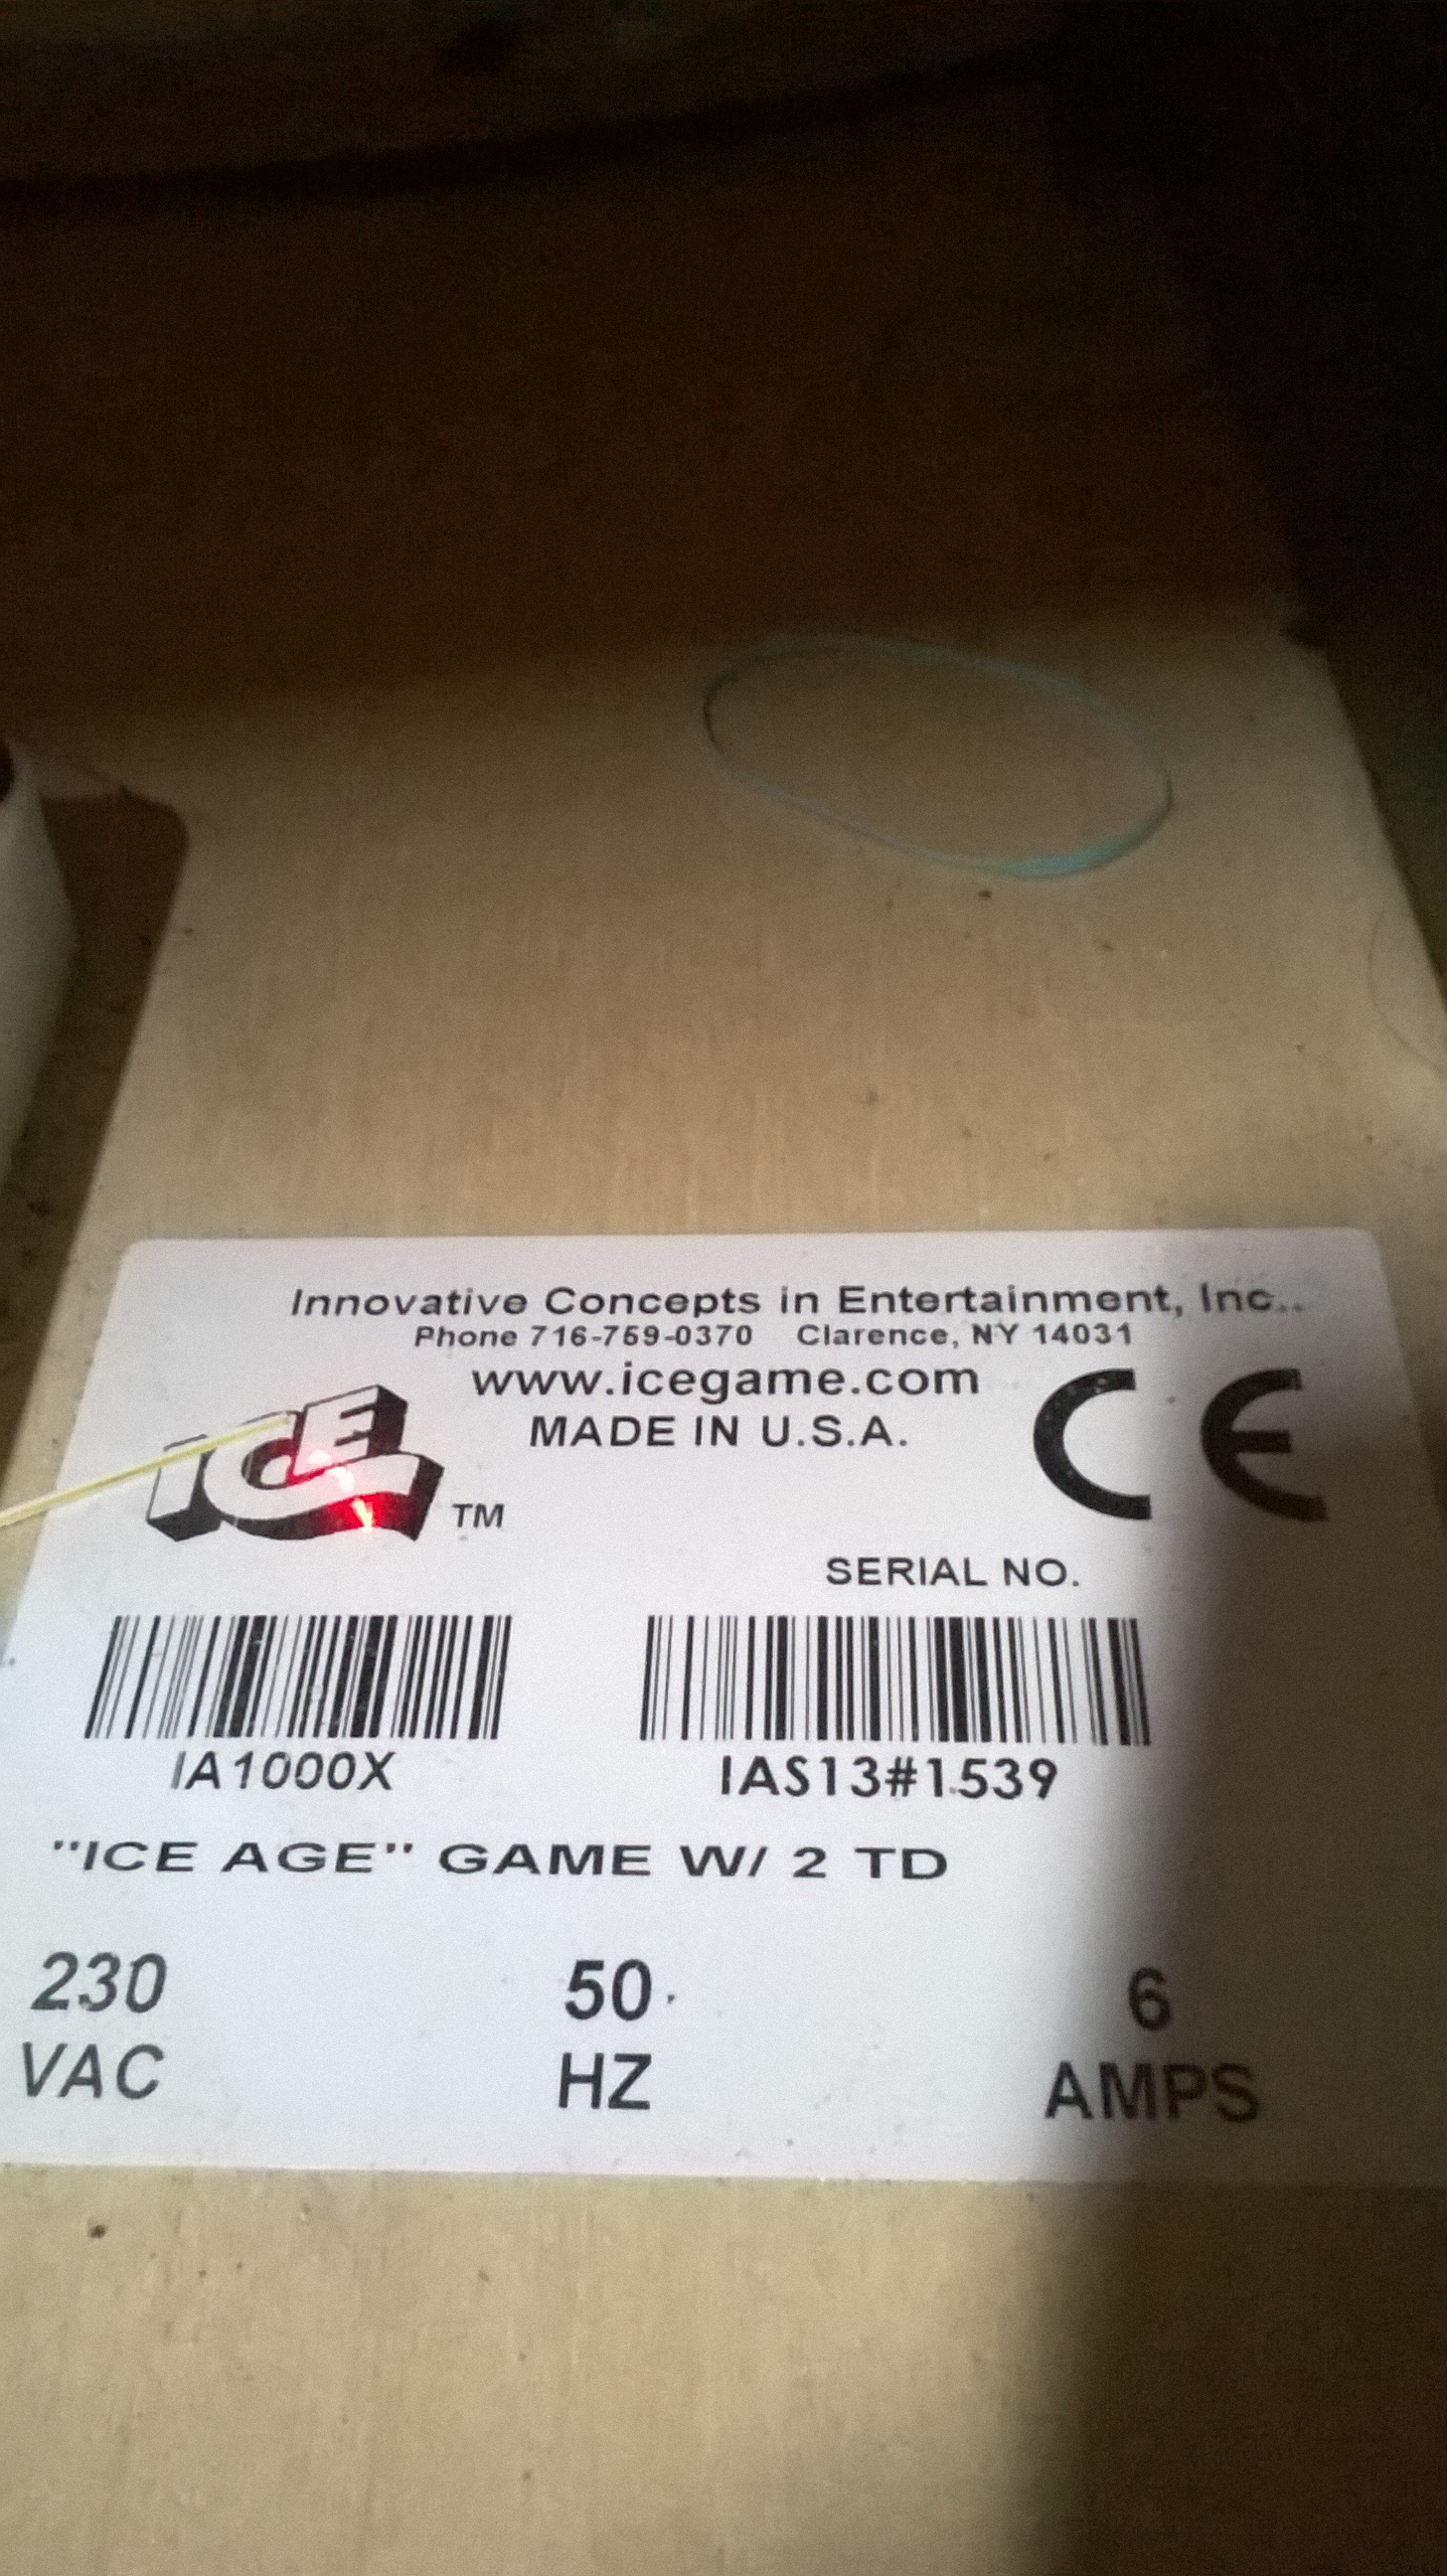 Innovative Concepts in Entertainment, Inc..
Phone 716-759-0370 Clarence, NY 14031
www.icegame.com
MADE IN U.S.A.
ICE TM
CE
SERIAL NO.
IA1000X IAS13#1539
"ICE AGE" GAME W/ 2 TD
230 50 6
VAC HZ AMPS